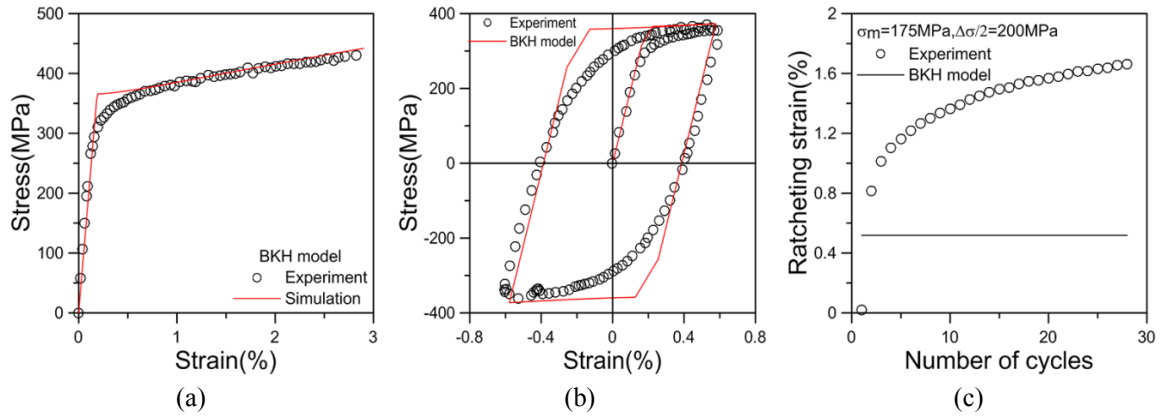 500
400
300
200
100
0
Stress(MPa)
BKH model
Experiment
Simulation
0 1 2 3
Strain(%)
(a)
400
200
0
-200
-400
Stress(MPa)
Experiment
BKH model
-0.8 -0.4 0.0 0.4 0.8
Strain(%)
(b)
2.0
1.6
1.2
0.8
0.4
0.0
Ratcheting strain(%)
σm=175MPa,Δσ/2=200MPa
Experiment
BKH model
0 10 20 30
Number of cycles
(c)